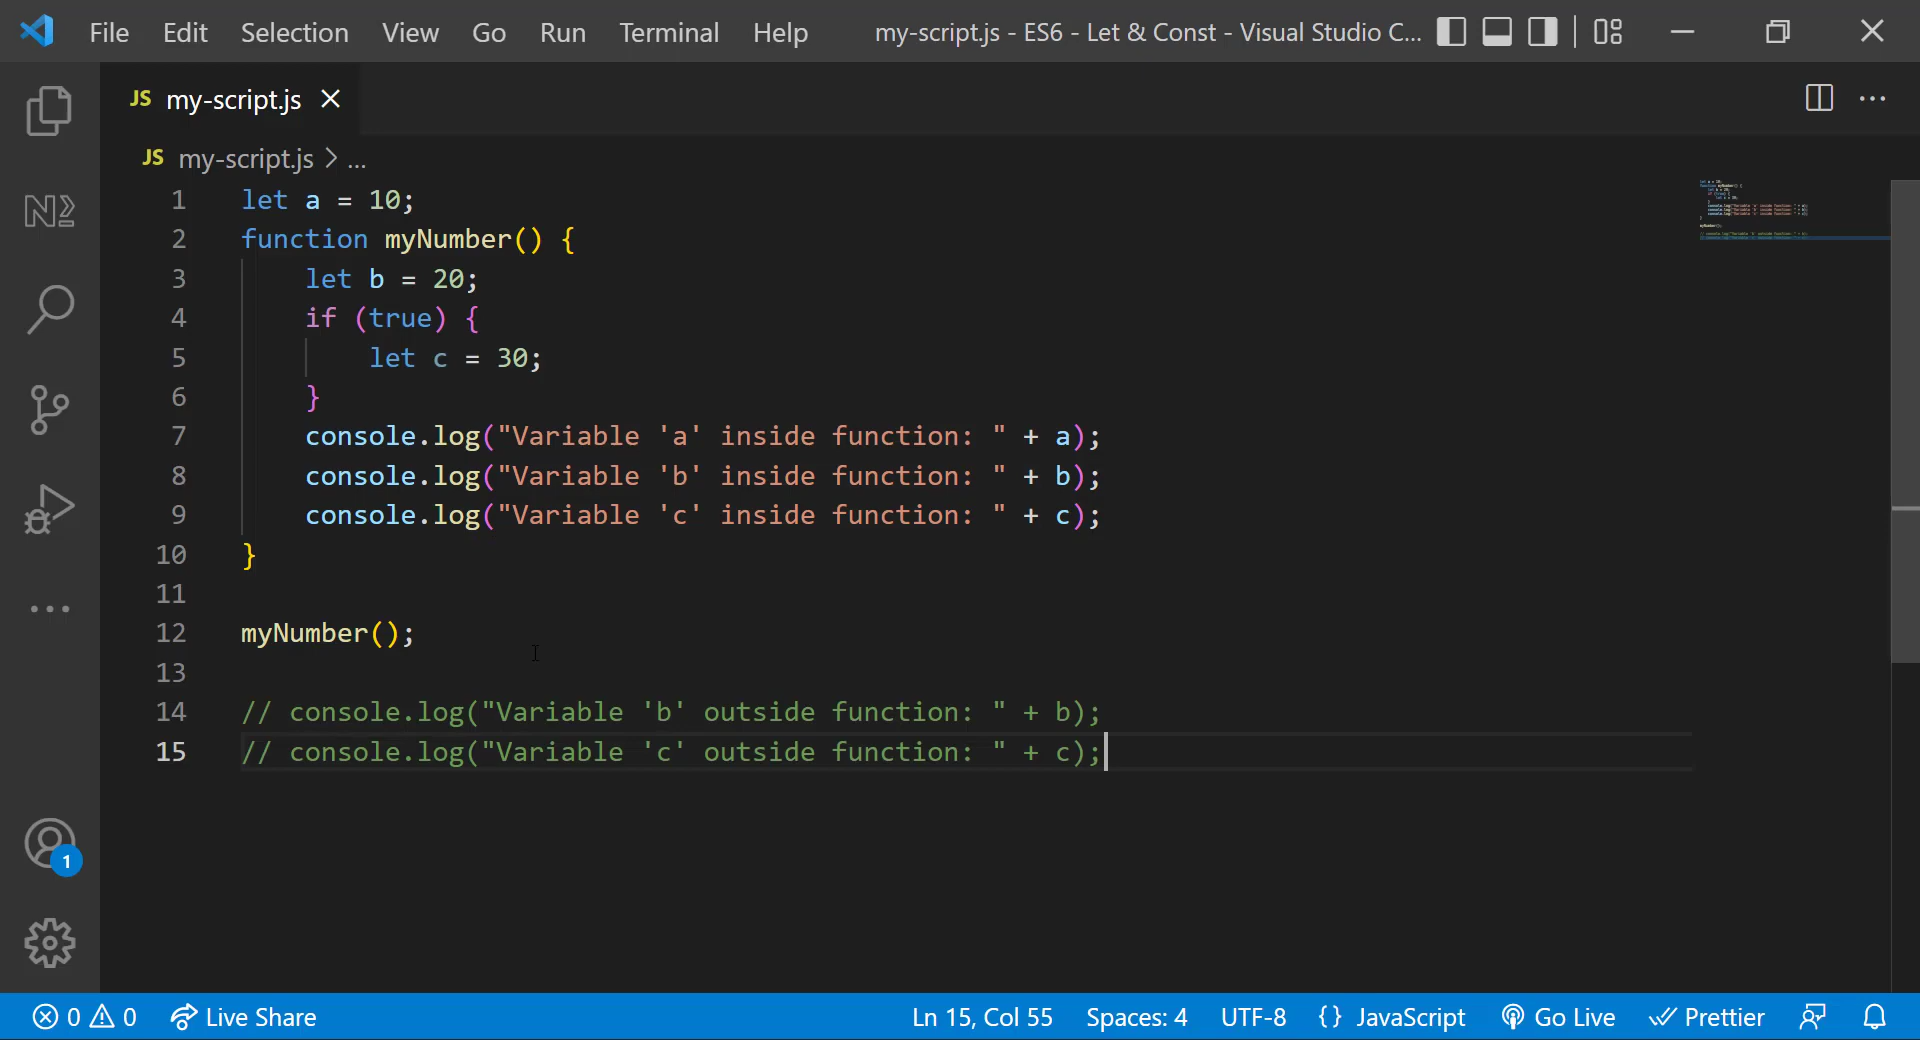 File Edit Selection View Go Run Terminal Help my-script.js - ES6 - Let & Const - Visual Studio C...
JS my-script.js
JS my-script.js > ...
1 let a = 10;
2 function myNumber() {
3     let b = 20;
4     if (true) {
5         let c = 30;
6     }
7     console.log("Variable 'a' inside function: " + a);
8     console.log("Variable 'b' inside function: " + b);
9     console.log("Variable 'c' inside function: " + c);
10 }
11
12 myNumber();
13
14 // console.log("Variable 'b' outside function: " + b);
15 // console.log("Variable 'c' outside function: " + c);
1
0 0 Live Share Ln 15, Col 55 Spaces: 4 UTF-8 {} JavaScript Go Live Prettier